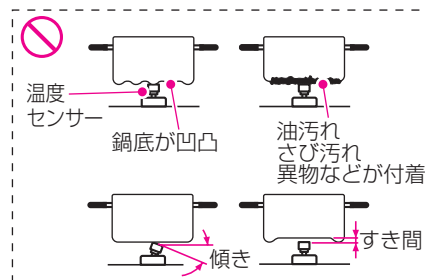 温度
センサー
鍋底が凹凸
油汚れ
さび汚れ
異物などが付着
傾き
すき間